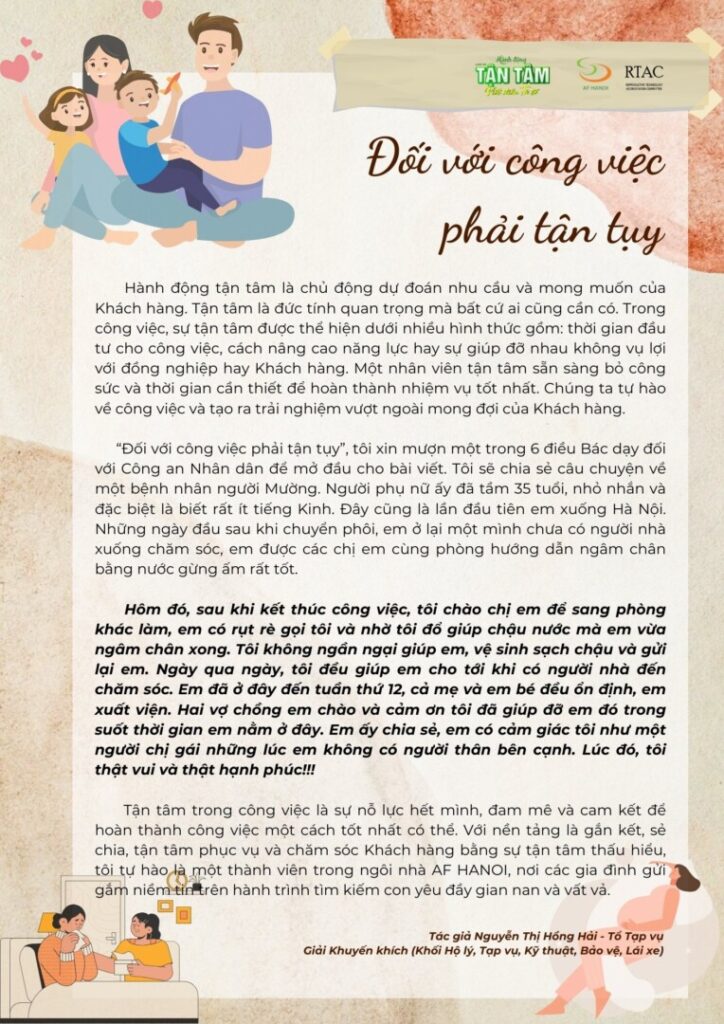 Hành động
TẬN TÂM
AF HANOI
RTAC
REPRODUCTIVE TECHNOLOGY
ACCREDITATION COMMITTEE
Đối với công việc
phải tận tụy
Hành động tận tâm là chủ động dự đoán nhu cầu và mong muốn của
Khách hàng. Tận tâm là đức tính quan trọng mà bất cứ ai cũng cần có. Trong
công việc, sự tận tâm được thể hiện dưới nhiều hình thức gồm: thời gian đầu
tư cho công việc, cách nâng cao năng lực hay sự giúp đỡ nhau không vụ lợi
với đồng nghiệp hay Khách hàng. Một nhân viên tận tâm sẵn sàng bỏ công
sức và thời gian cần thiết để hoàn thành nhiệm vụ tốt nhất. Chúng ta tự hào
về công việc và tạo ra trải nghiệm vượt ngoài mong đợi của Khách hàng.
“Đối với công việc phải tận tụy”, tôi xin mượn một trong 6 điều Bác dạy đối
với Công an Nhân dân để mở đầu cho bài viết. Tôi sẽ chia sẻ câu chuyện về
một bệnh nhân người Mường. Người phụ nữ ấy đã tầm 35 tuổi, nhỏ nhắn và
đặc biệt là biết rất ít tiếng Kinh. Đây cũng là lần đầu tiên em xuống Hà Nội.
Những ngày đầu sau khi chuyển phôi, em ở lại một mình chưa có người nhà
xuống chăm sóc, em được các chị em cùng phòng hướng dẫn ngâm chân
bằng nước gừng ấm rất tốt.
Hôm đó, sau khi kết thúc công việc, tôi chào chị em để sang phòng
khác làm, em có rụt rè gọi tôi và nhờ tôi đổ giúp chậu nước mà em vừa
ngâm chân xong. Tôi không ngần ngại giúp em, vệ sinh sạch chậu và gửi
lại em. Ngày qua ngày, tôi đều giúp em cho tới khi có người nhà đến
chăm sóc. Em đã ở đây đến tuần thứ 12, cả mẹ và em bé đều ổn định, em
xuất viện. Hai vợ chồng em chào và cảm ơn tôi đã giúp đỡ em đó trong
suốt thời gian em nằm ở đây. Em ấy chia sẻ, em có cảm giác tôi như một
người chị gái những lúc em không có người thân bên cạnh. Lúc đó, tôi
thật vui và thật hạnh phúc!!!
Tận tâm trong công việc là sự nỗ lực hết mình, đam mê và cam kết để
hoàn thành công việc một cách tốt nhất có thể. Với nền tảng là gắn kết, sẻ
chia, tận tâm phục vụ và chăm sóc Khách hàng bằng sự tận tâm thấu hiểu,
tôi tự hào là một thành viên trong ngôi nhà AF HANOI, nơi các gia đình gửi
gắm niềm tin trên hành trình tìm kiếm con yêu đầy gian nan và vất vả.
Tác giả Nguyễn Thị Hồng Hải - Tổ Tạp vụ
Giải Khuyến khích (Khối Hộ lý, Tạp vụ, Kỹ thuật, Bảo vệ, Lái xe)